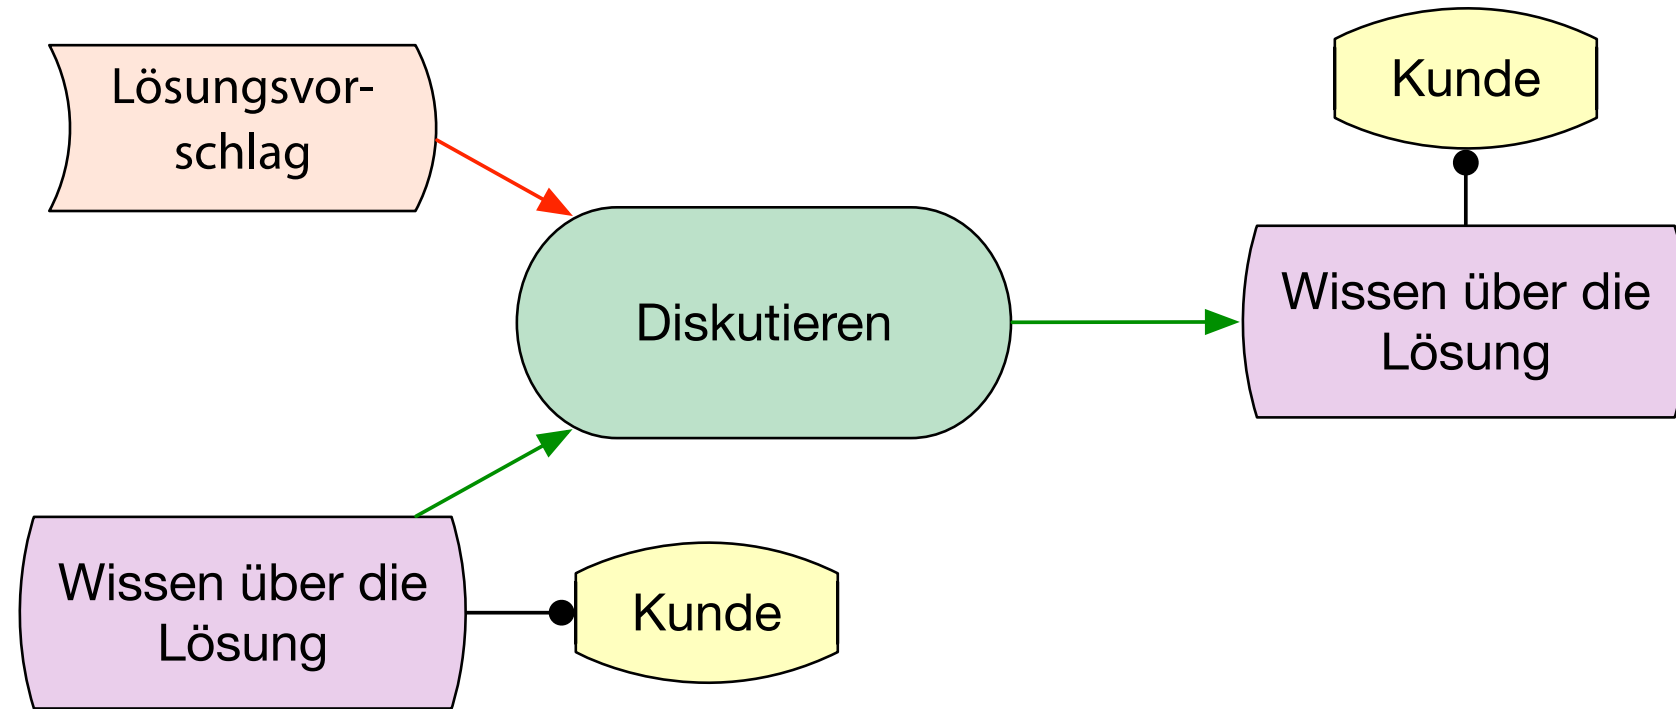 Lösungsvor-
schlag
Kunde
Diskutieren
Wissen über die
Lösung
Wissen über die
Lösung
Kunde